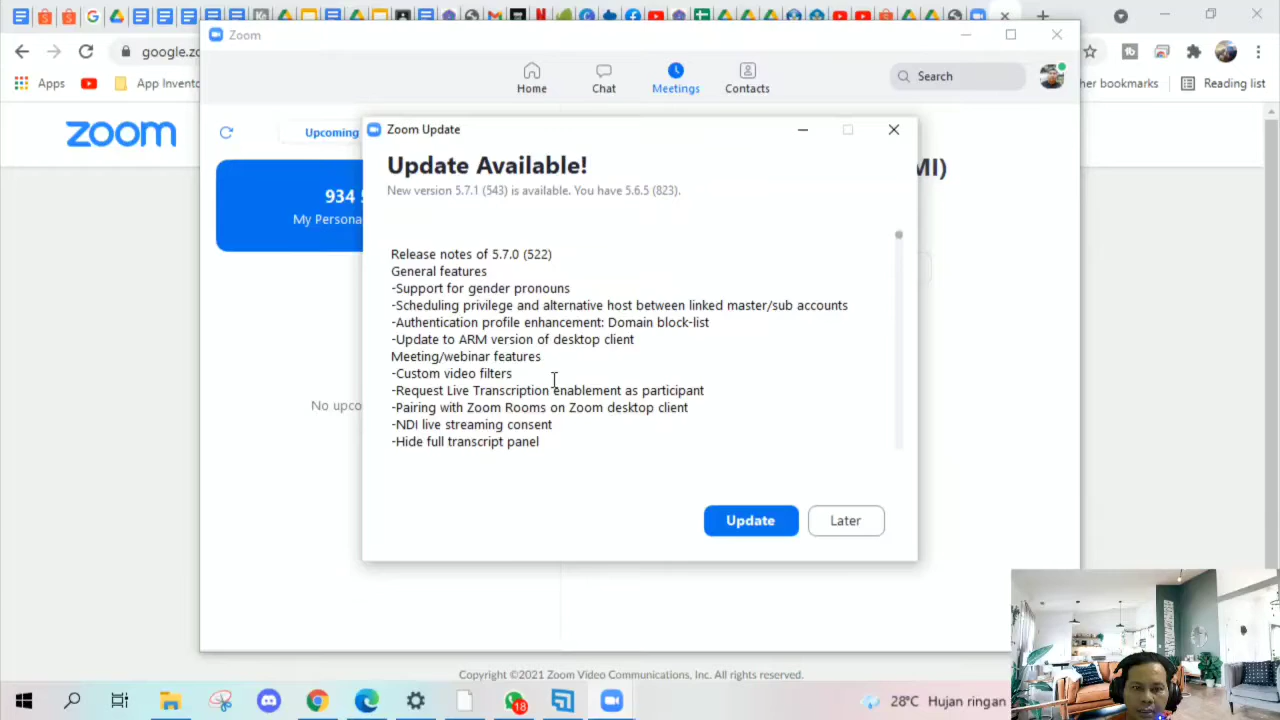 Zoom
google.zo
Apps
App Invento
her bookmarks
Reading list
Home
Chat
Meetings
Contacts
Search
zoom
Upcoming
934
My Persona
MI)
No upco
Zoom Update
Update Available!
New version 5.7.1 (543) is available. You have 5.6.5 (823).
Release notes of 5.7.0 (522)
General features
-Support for gender pronouns
-Scheduling privilege and alternative host between linked master/sub accounts
-Authentication profile enhancement: Domain block-list
-Update to ARM version of desktop client
Meeting/webinar features
-Custom video filters
-Request Live Transcription enablement as participant
-Pairing with Zoom Rooms on Zoom desktop client
-NDI live streaming consent
-Hide full transcript panel
Update
Later
Copyright ©2021 Zoom Video Communications, Inc. All rights reserved.
18
28°C Hujan ringan